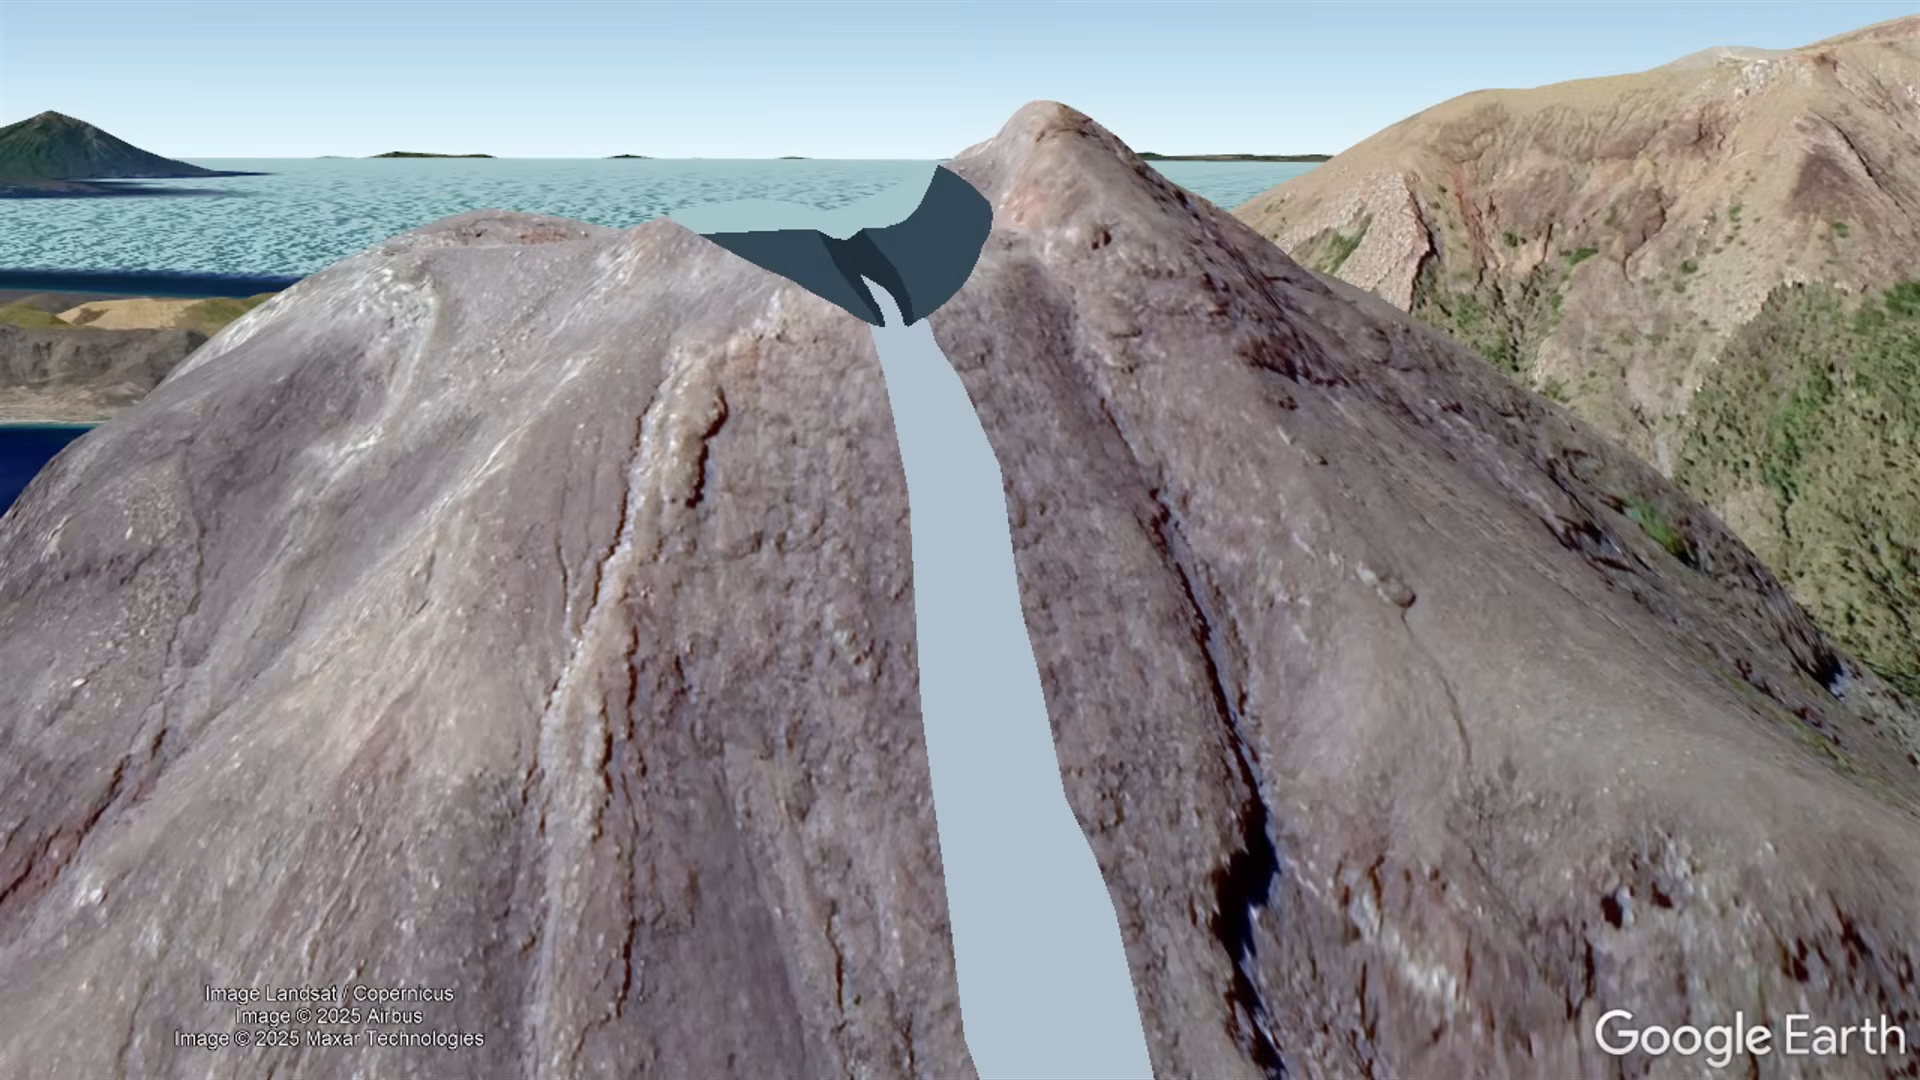 Image Landsat / Copernicus
Image © 2025 Airbus
Image © 2025 Maxar Technologies
Google Earth